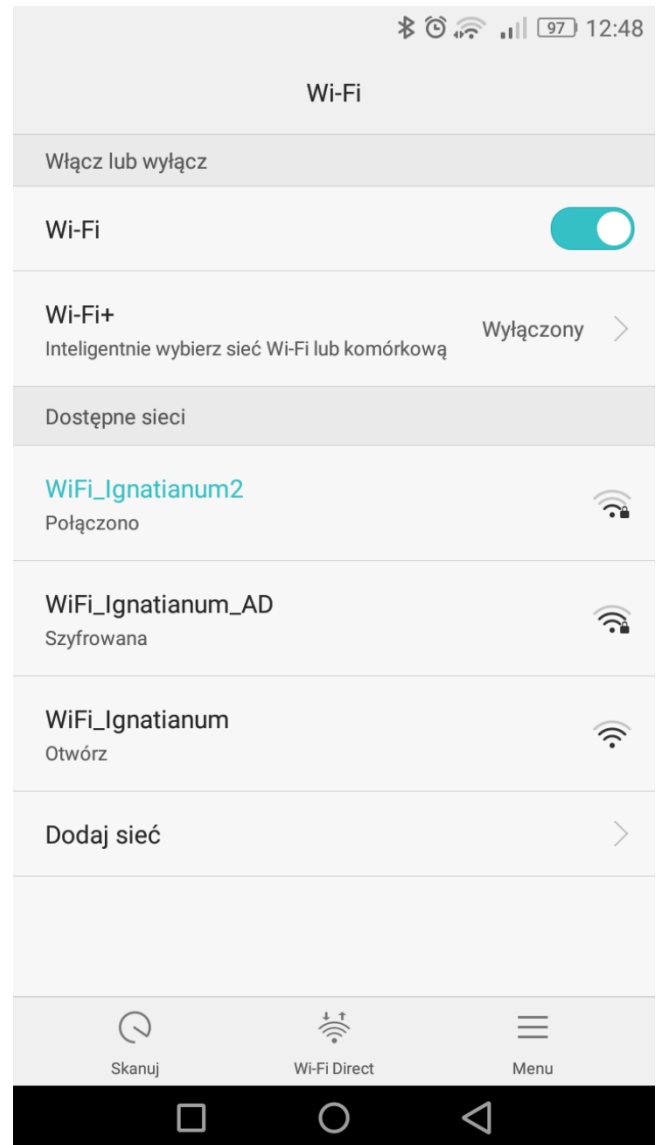 97 12:48
Wi-Fi
Włącz lub wyłącz
Wi-Fi
Wi-Fi+
Inteligentnie wybierz sieć Wi-Fi lub komórkową
Wyłączony
Dostępne sieci
WiFi_Ignatianum2
Połączono
WiFi_Ignatianum_AD
Szyfrowana
WiFi_Ignatianum
Otwórz
Dodaj sieć
Skanuj Wi-Fi Direct Menu